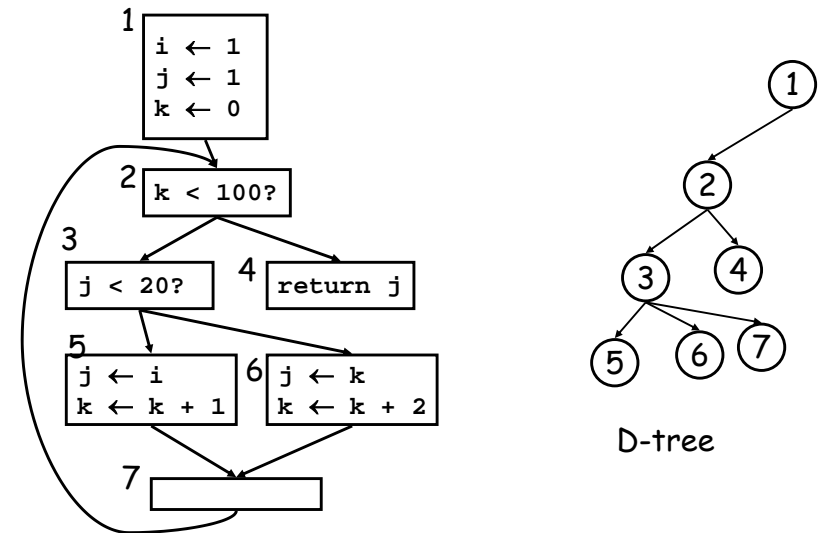 1
i ← 1
j ← 1
k ← 0
2
k < 100?
3
j < 20?
4
return j
5
j ← i
k ← k + 1
6
j ← k
k ← k + 2
7
1
2
3
4
5
6
7
D-tree